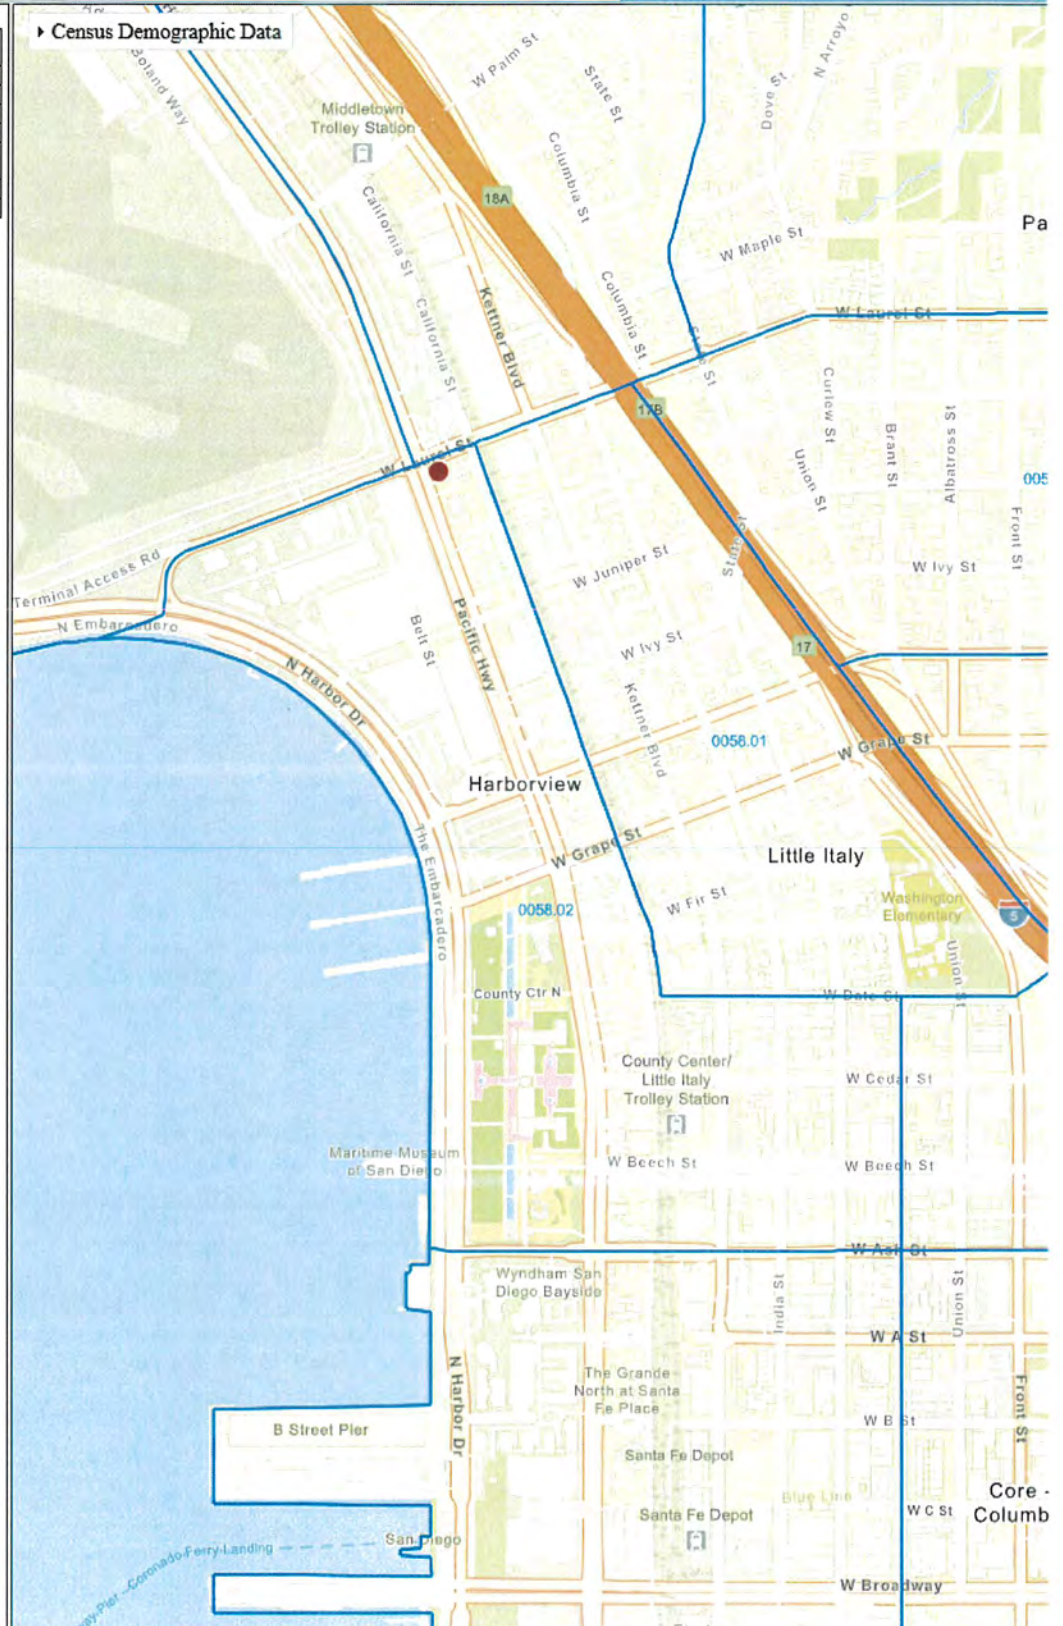 Census Demographic Data
Boland Way
W Palm St
State St
N Arroyo
Dove St
Middletown
Trolley Station
Columbia St
18A
California St
W Maple St
Pa
Kettner Blvd
California St
Columbia St
W Laurel St
State St
17B
Curlew St
Brant St
Albatross St
W Laurel St
Union St
005
Front St
Terminal Access Rd
State St
W Juniper St
W Ivy St
N Embarcadero
Belt St
Pacific Hwy
W Ivy St
17
N Harbor Dr
Kettner Blvd
0058.01
W Grape St
Harborview
The Embarcadero
W Grape St
Little Italy
Washington
Elementary
W Fir St
0058.02
5
Union St
County Ctr N
W Date St
County Center/
Little Italy
Trolley Station
W Cedar St
Maritime Museum
of San Diego
W Beech St
W Beech St
W Ash St
Wyndham San
Diego Bayside
India St
Union St
W A St
N Harbor Dr
The Grande
North at Santa
Fe Place
Front St
B Street Pier
W B St
Santa Fe Depot
Blue Line
Core -
Columb
W C St
Santa Fe Depot
San Diego
way-Pier--Coronado-Ferry-Landing
W Broadway